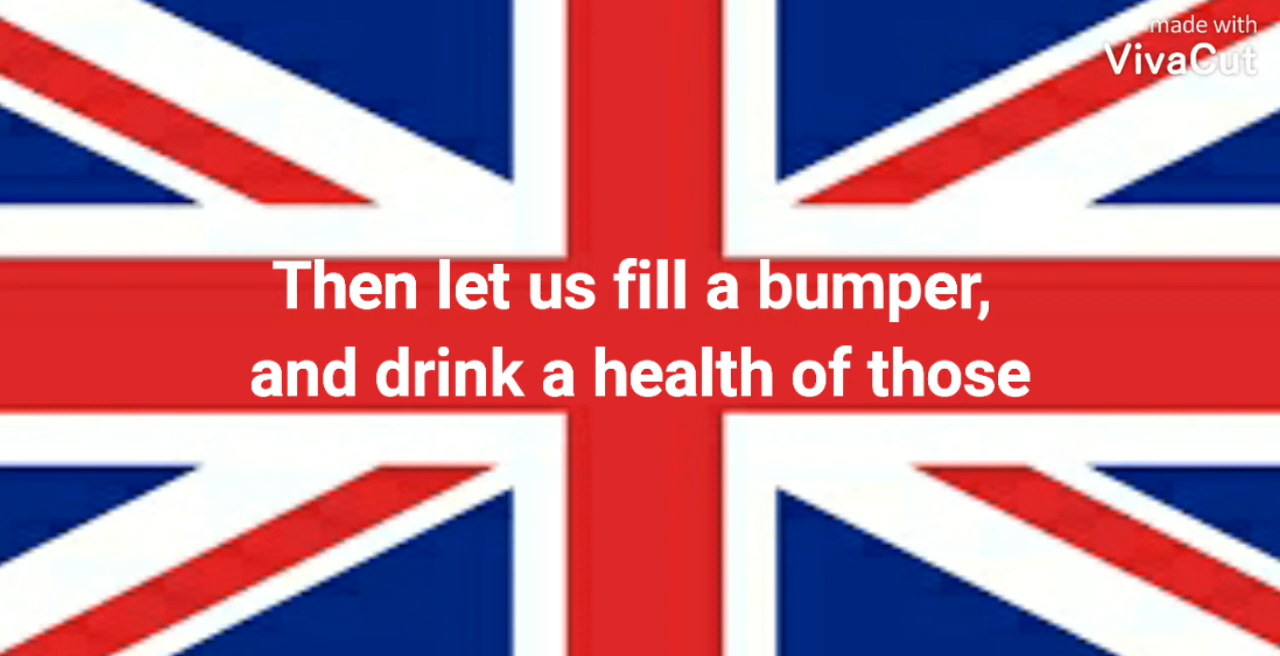 made with
VivaCut
Then let us fill a bumper,
and drink a health of those